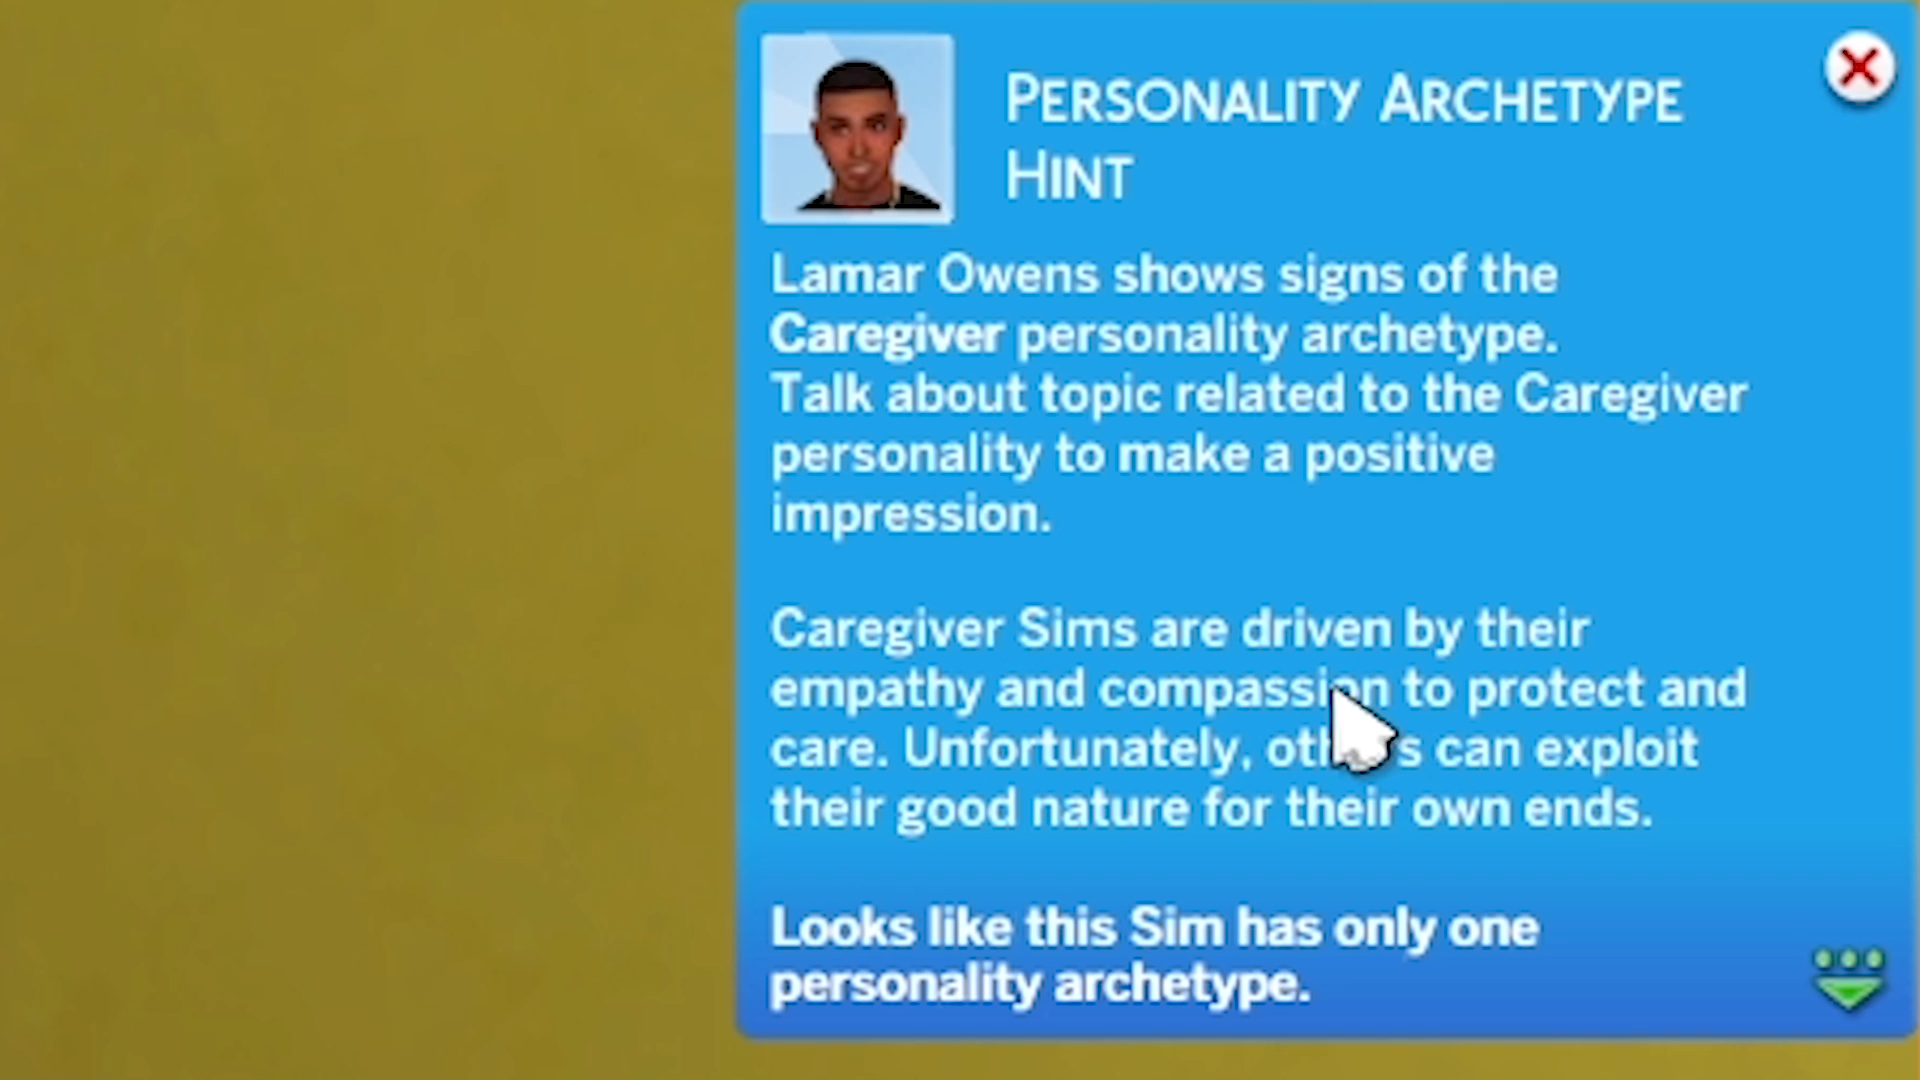 Personality Archetype
Hint
Lamar Owens shows signs of the
Caregiver personality archetype.
Talk about topic related to the Caregiver
personality to make a positive
impression.
Caregiver Sims are driven by their
empathy and compassion to protect and
care. Unfortunately, others can exploit
their good nature for their own ends.
Looks like this Sim has only one
personality archetype.